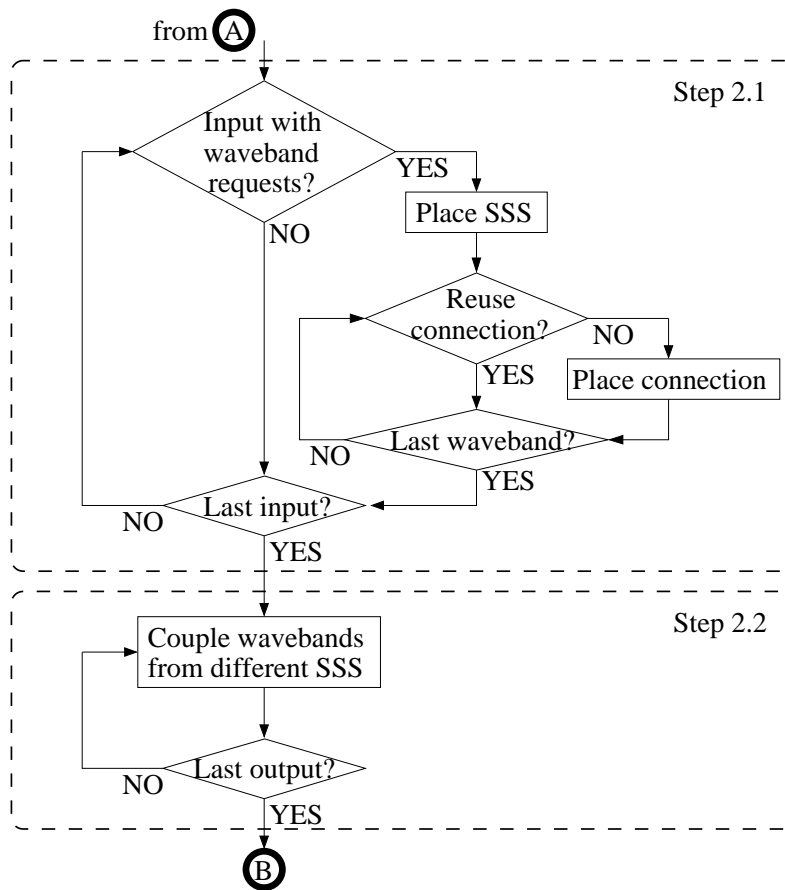 from A
Step 2.1
Input with
waveband
requests?
YES
NO
Place SSS
Reuse
connection?
NO
YES
Place connection
Last waveband?
NO
YES
Last input?
NO
YES
Step 2.2
Couple wavebands
from different SSS
Last output?
NO
YES
B